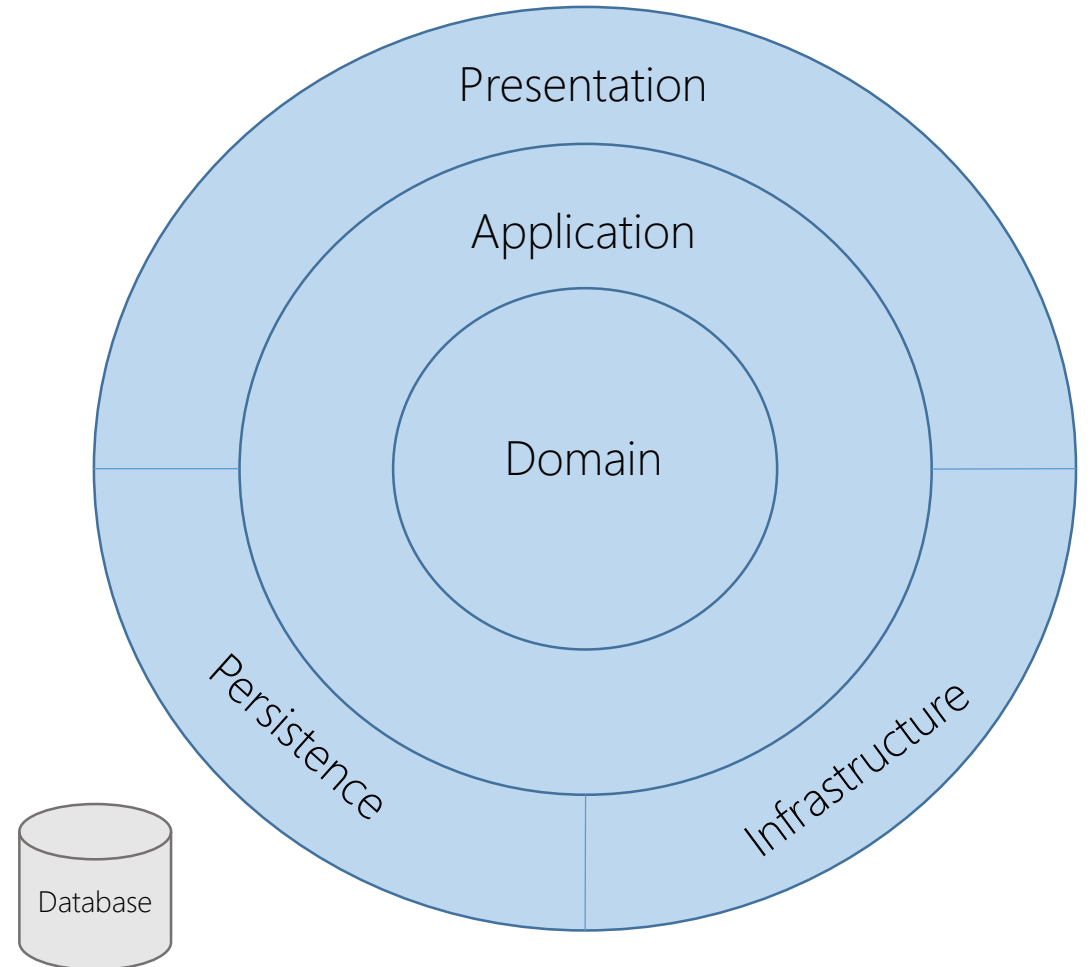 Presentation
Application
Domain
Persistence
Infrastructure
Database